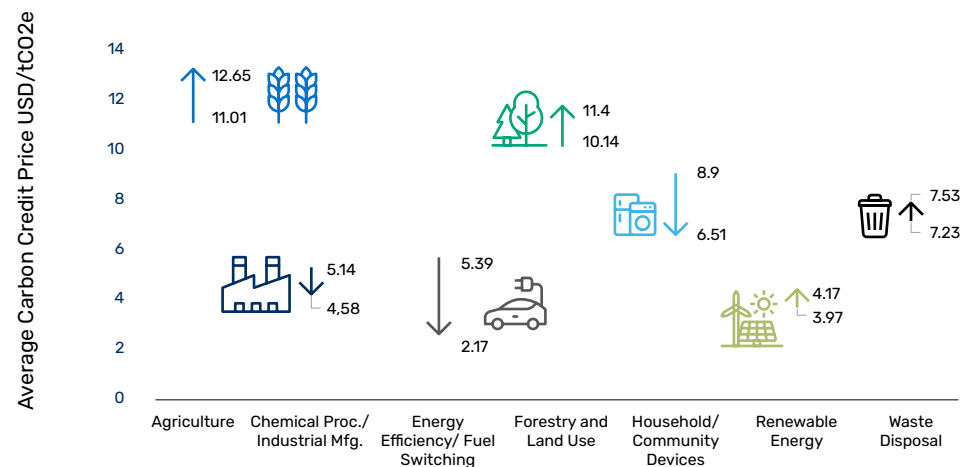 Average Carbon Credit Price USD/tCO2e
14
12
10
8
6
4
2
0
12.65
11.01
5.14
4,58
5.39
2.17
11.4
10.14
8.9
6.51
4.17
3.97
7.53
7.23
Agriculture
Chemical Proc./
Industrial Mfg.
Energy
Efficiency/ Fuel
Switching
Forestry and
Land Use
Household/
Community
Devices
Renewable
Energy
Waste
Disposal